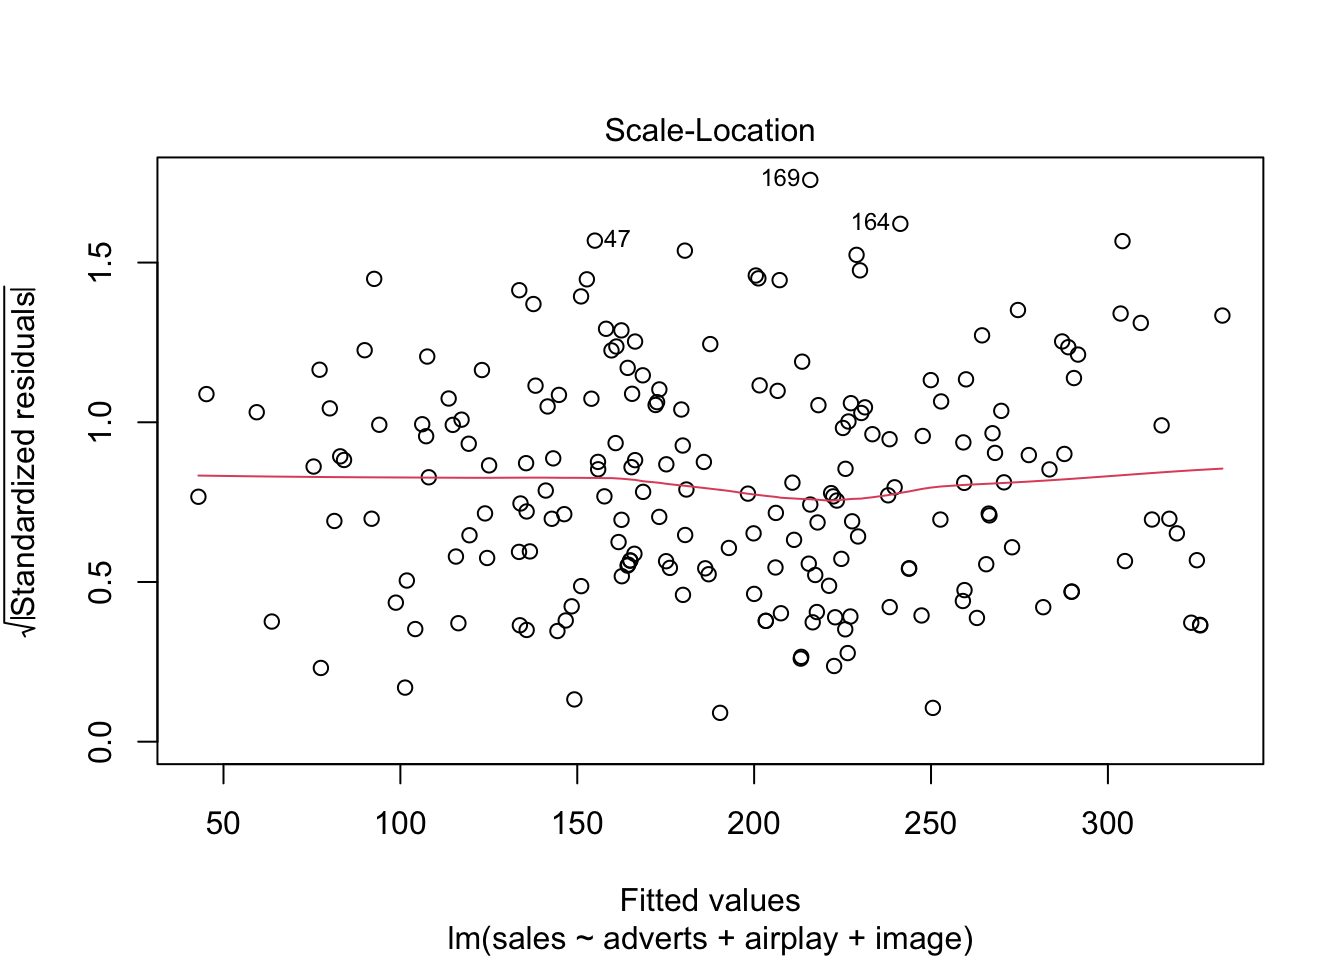 Scale-Location
169
164
47
√|Standardized residuals|
1.5
1.0
0.5
0.0
50 100 150 200 250 300
Fitted values
lm(sales ~ adverts + airplay + image)